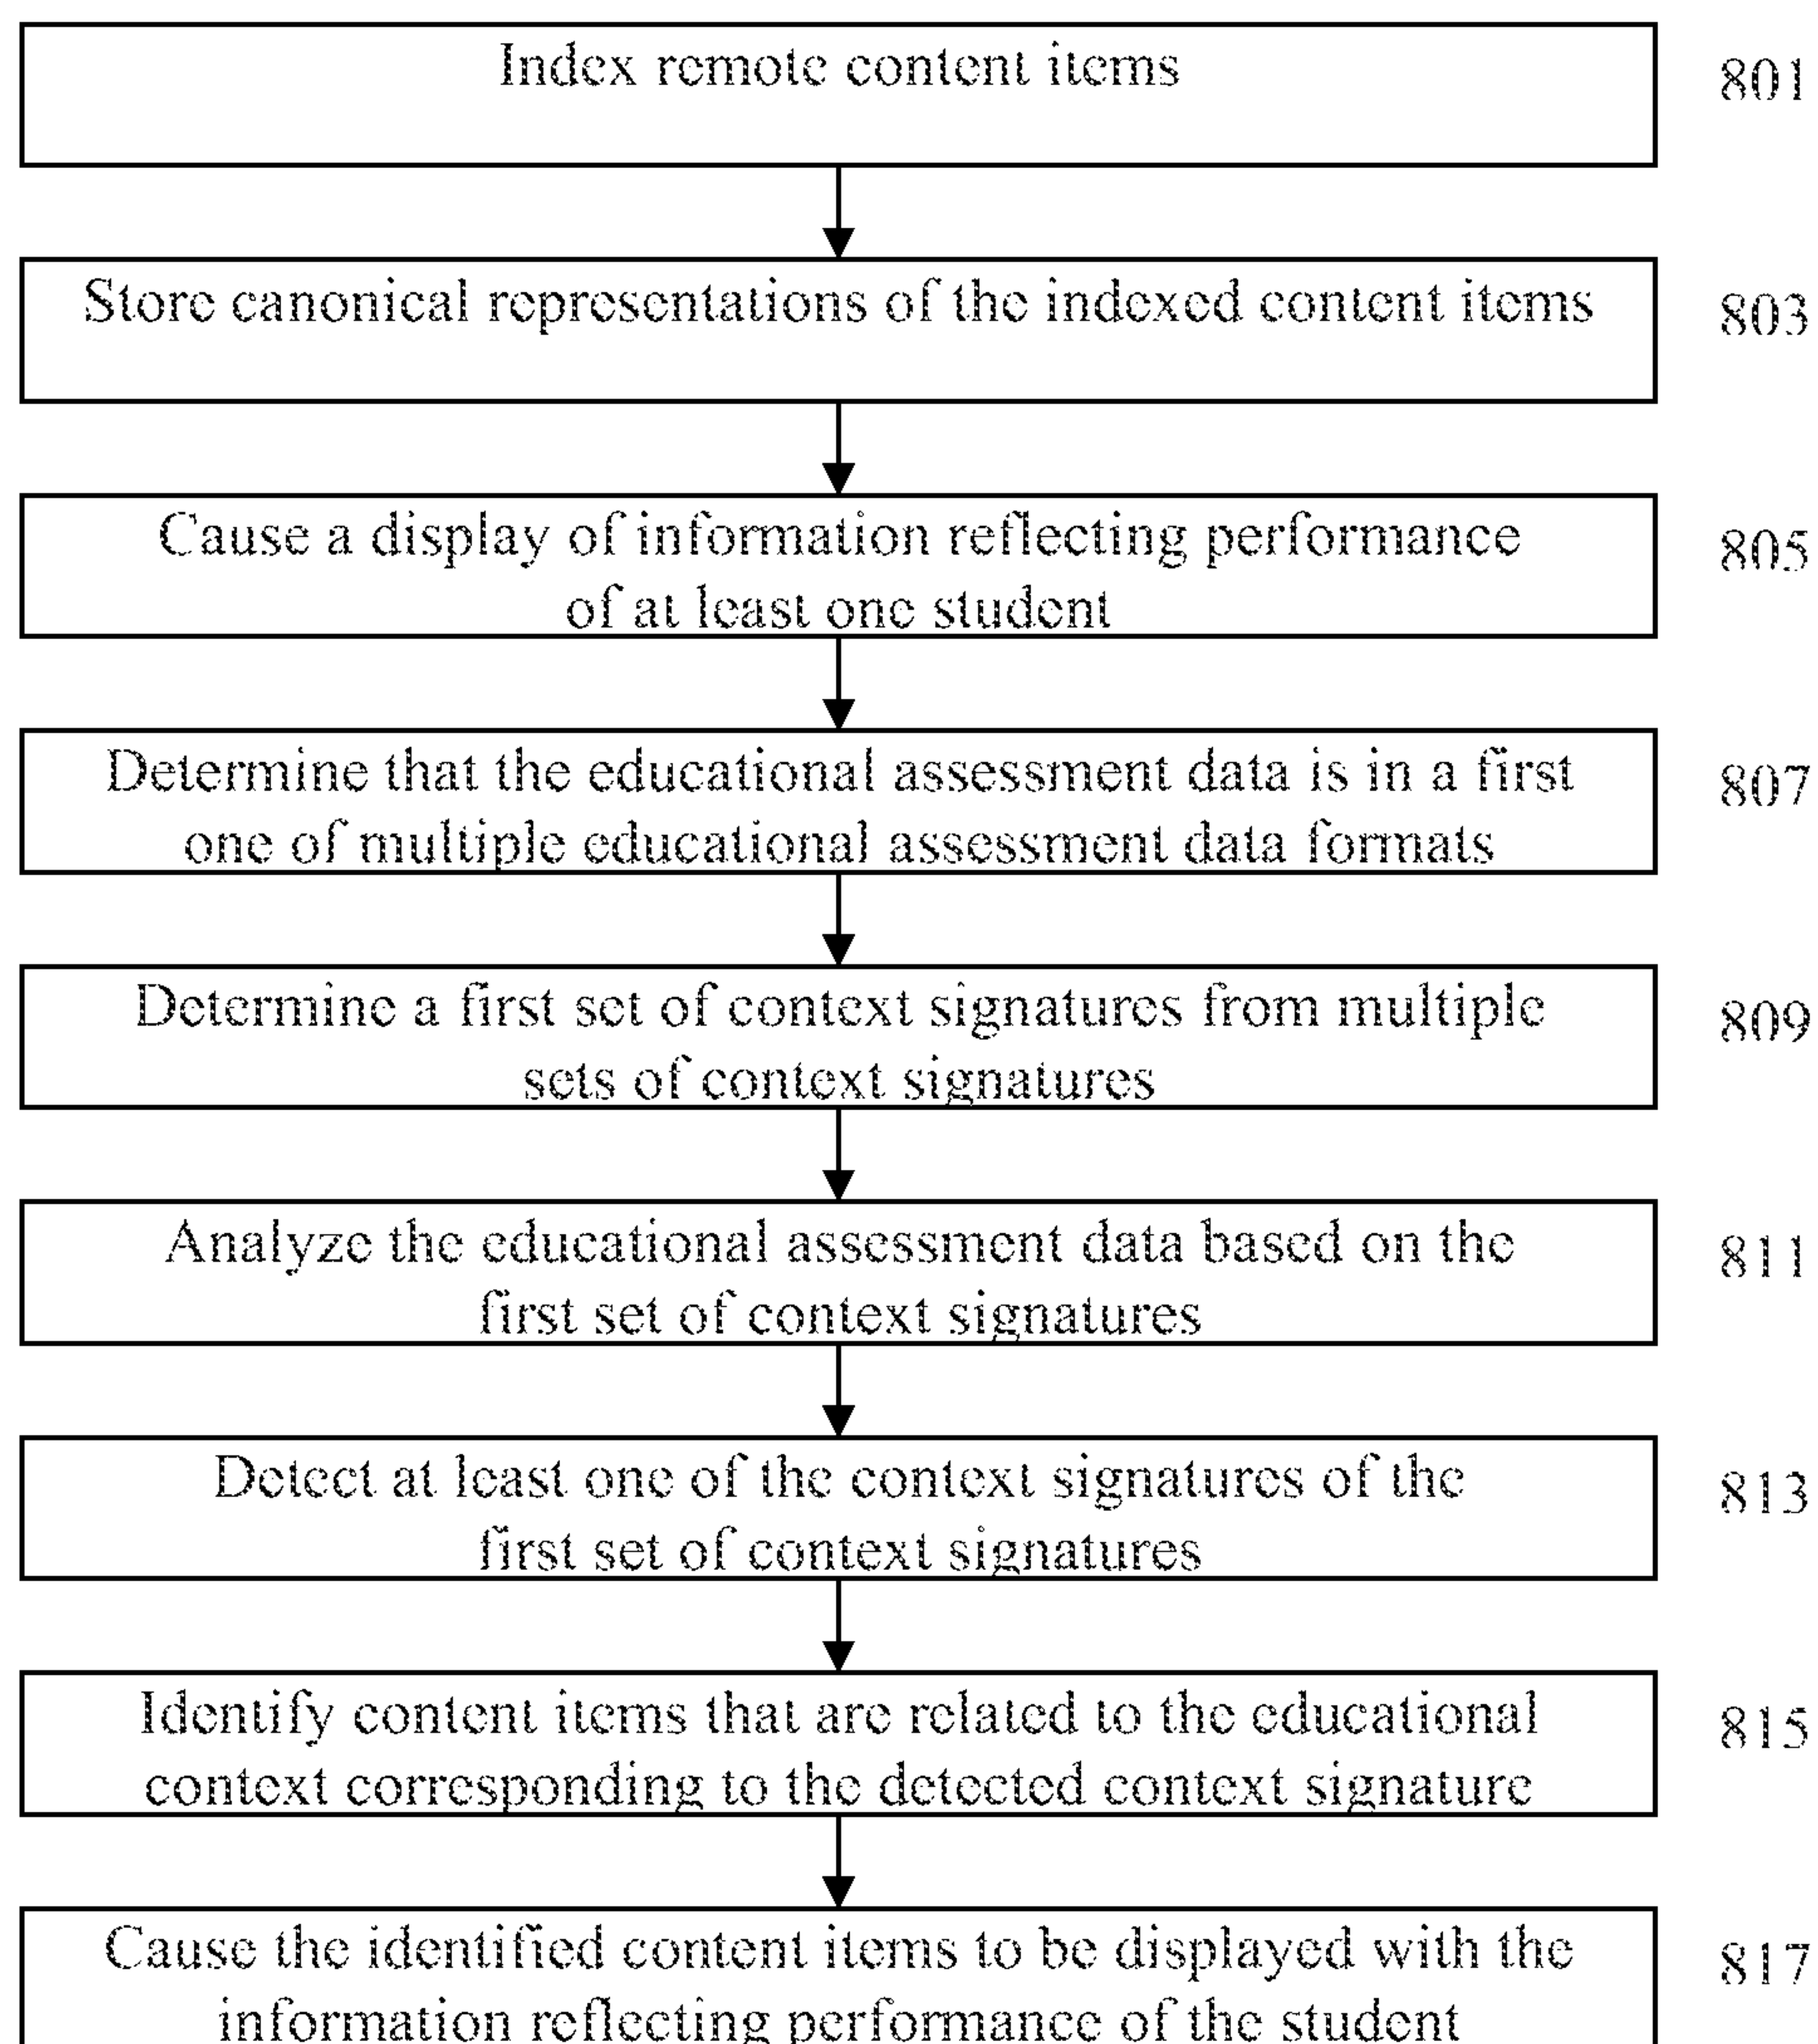 Index remote content items
801
Store canonical representations of the indexed content items
803
Cause a display of information reflecting performance
of at least one student
805
Determine that the educational assessment data is in a first
one of multiple educational assessment data formats
807
Determine a first set of context signatures from multiple
sets of context signatures
809
Analyze the educational assessment data based on the
first set of context signatures
811
Detect at least one of the context signatures of the
first set of context signatures
813
Identify content items that are related to the educational
context corresponding to the detected context signature
815
Cause the identified content items to be displayed with the
information reflecting performance of the student
817